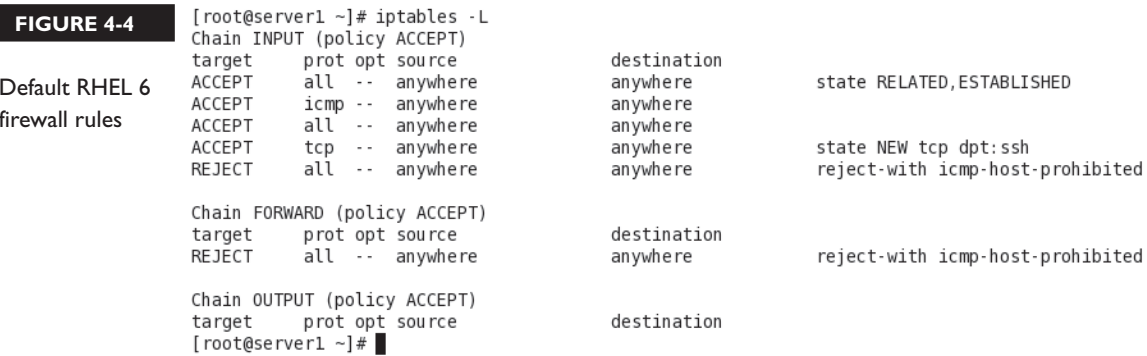 FIGURE 4-4
Default RHEL 6
firewall rules
[root@server1 ~]# iptables -L
Chain INPUT (policy ACCEPT)
target     prot opt source               destination
ACCEPT     all  --  anywhere             anywhere            state RELATED,ESTABLISHED
ACCEPT     icmp --  anywhere             anywhere
ACCEPT     all  --  anywhere             anywhere
ACCEPT     tcp  --  anywhere             anywhere            state NEW tcp dpt:ssh
REJECT     all  --  anywhere             anywhere            reject-with icmp-host-prohibited
Chain FORWARD (policy ACCEPT)
target     prot opt source               destination
REJECT     all  --  anywhere             anywhere            reject-with icmp-host-prohibited
Chain OUTPUT (policy ACCEPT)
target     prot opt source               destination
[root@server1 ~]#